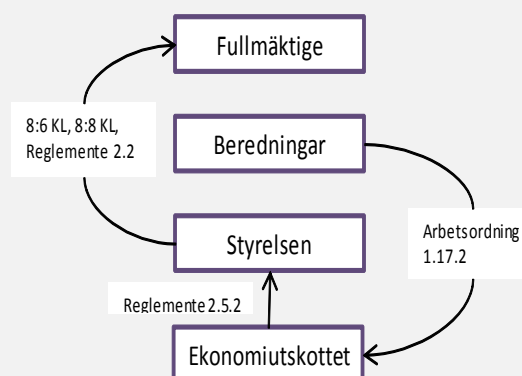 Fullmäktige
8:6 KL, 8:8 KL,
Reglemente 2.2
Beredningar
Styrelsen
Arbetsordning
1.17.2
Reglemente 2.5.2
Ekonomiutskottet